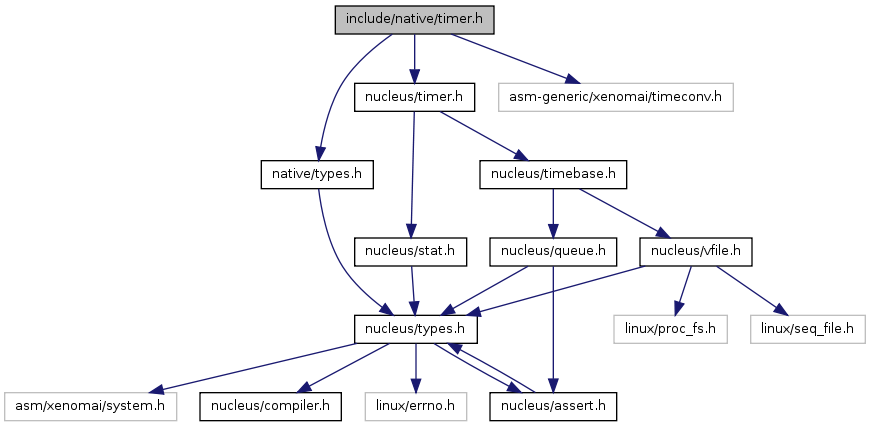 include/native/timer.h
nucleus/timer.h
asm-generic/xenomai/timeconv.h
native/types.h
nucleus/timebase.h
nucleus/stat.h
nucleus/queue.h
nucleus/vfile.h
nucleus/types.h
linux/proc_fs.h
linux/seq_file.h
asm/xenomai/system.h
nucleus/compiler.h
linux/errno.h
nucleus/assert.h